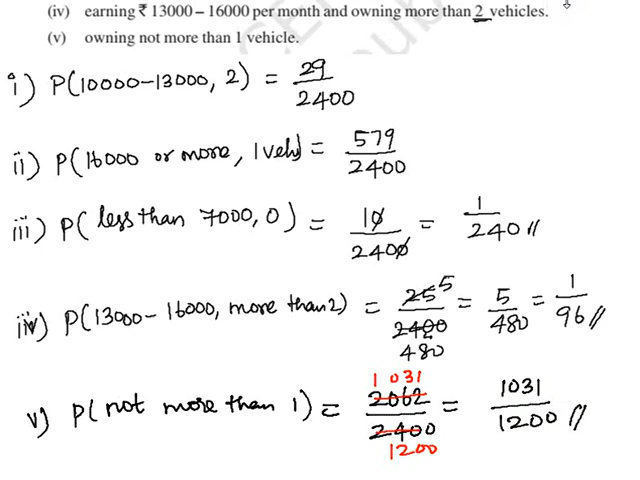 (iv) earning ₹ 13000 – 16000 per month and owning more than 2 vehicles.
(v) owning not more than 1 vehicle.
i) P(10000-13000, 2) = 29/2400
ii) P(16000 or more, 1 veh) = 579/2400
iii) P(less than 7000, 0) = 10/2400 = 1/240 //
iv) P(13000-16000, more than 2) = 25 5/2400 480 = 5/480 = 1/96 //
v) P(not more than 1) = 1031 2062/2400 1200 = 1031/1200 //